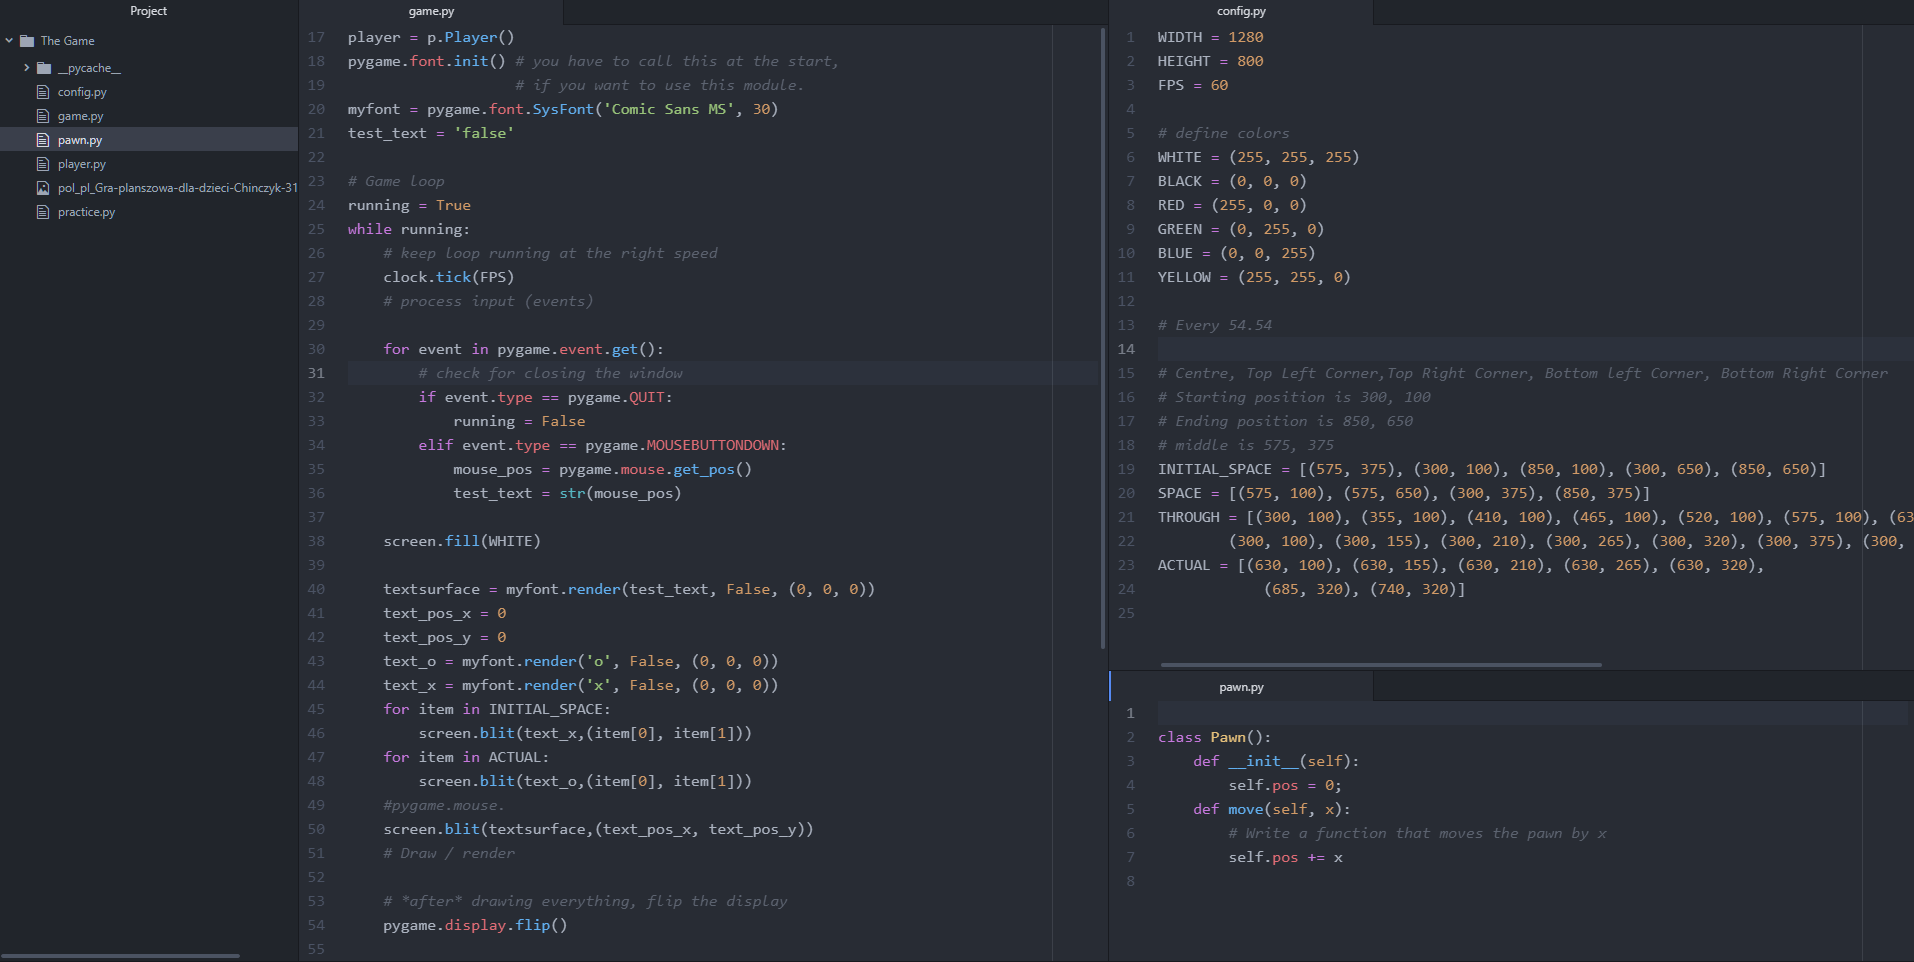 Project
The Game
__pycache__
config.py
game.py
pawn.py
player.py
pol_pl_Gra-planszowa-dla-dzieci-Chinczyk-31
practice.py
game.py
17 player = p.Player()
18 pygame.font.init() # you have to call this at the start,
19                    # if you want to use this module.
20 myfont = pygame.font.SysFont('Comic Sans MS', 30)
21 test_text = 'false'
22
23 # Game loop
24 running = True
25 while running:
26     # keep loop running at the right speed
27     clock.tick(FPS)
28     # process input (events)
29
30     for event in pygame.event.get():
31         # check for closing the window
32         if event.type == pygame.QUIT:
33             running = False
34         elif event.type == pygame.MOUSEBUTTONDOWN:
35             mouse_pos = pygame.mouse.get_pos()
36             test_text = str(mouse_pos)
37
38     screen.fill(WHITE)
39
40     textsurface = myfont.render(test_text, False, (0, 0, 0))
41     text_pos_x = 0
42     text_pos_y = 0
43     text_o = myfont.render('o', False, (0, 0, 0))
44     text_x = myfont.render('x', False, (0, 0, 0))
45     for item in INITIAL_SPACE:
46         screen.blit(text_x,(item[0], item[1]))
47     for item in ACTUAL:
48         screen.blit(text_o,(item[0], item[1]))
49     #pygame.mouse.
50     screen.blit(textsurface,(text_pos_x, text_pos_y))
51     # Draw / render
52
53     # *after* drawing everything, flip the display
54     pygame.display.flip()
55
config.py
1 WIDTH = 1280
2 HEIGHT = 800
3 FPS = 60
4
5 # define colors
6 WHITE = (255, 255, 255)
7 BLACK = (0, 0, 0)
8 RED = (255, 0, 0)
9 GREEN = (0, 255, 0)
10 BLUE = (0, 0, 255)
11 YELLOW = (255, 255, 0)
12
13 # Every 54.54
14
15 # Centre, Top Left Corner,Top Right Corner, Bottom left Corner, Bottom Right Corner
16 # Starting position is 300, 100
17 # Ending position is 850, 650
18 # middle is 575, 375
19 INITIAL_SPACE = [(575, 375), (300, 100), (850, 100), (300, 650), (850, 650)]
20 SPACE = [(575, 100), (575, 650), (300, 375), (850, 375)]
21 THROUGH = [(300, 100), (355, 100), (410, 100), (465, 100), (520, 100), (575, 100), (63
22         (300, 100), (300, 155), (300, 210), (300, 265), (300, 320), (300, 375), (300,
23 ACTUAL = [(630, 100), (630, 155), (630, 210), (630, 265), (630, 320),
24             (685, 320), (740, 320)]
25
pawn.py
1
2 class Pawn():
3     def __init__(self):
4         self.pos = 0;
5     def move(self, x):
6         # Write a function that moves the pawn by x
7         self.pos += x
8